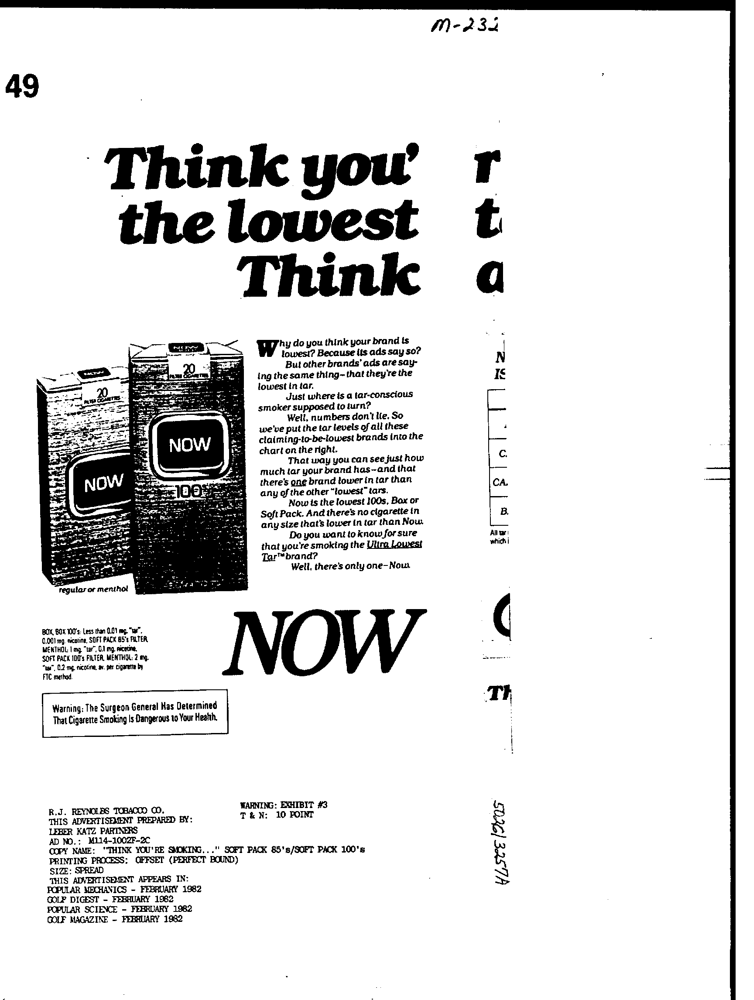 M-232
49
Think you' r
the lowest t
Think a
Why do you think your brand is
lowest? Because its ads say so?
But other brands' ads are say-
ing the same thing–that they're the
lowest in tar.
Just where is a tar-conscious
smoker supposed to turn?
Well, numbers don't lie. So
we've put the tar levels of all these
claiming-to-be-lowest brands into the
chart on the right.
That way you can see just how
much tar your brand has–and that
there's one brand lower in tar than
any of the other "lowest" tars.
Now is the lowest 100s. Box or
Soft Pack. And there's no cigarette in
any size that's lower in tar than Now.
Do you want to know for sure
that you're smoking the Ultra Lowest
Tar™ brand?
Well, there's only one–Now.
N
IS
C.
CA.
B.
All tar
which i
20
FILTER CIGARETTES
NOW
20
FILTER CIGARETTES
NOW
100
regular or menthol
BOX, BOX 100's: Less than 0.01 mg. "tar",
0.001 mg. nicotine, SOFT PACK 85's FILTER,
MENTHOL: 1 mg. "tar", 0.1 mg. nicotine,
SOFT PACK 100's FILTER, MENTHOL: 2 mg.
"tar", 0.2 mg. nicotine, av. per cigarette by
FTC method.
NOW
Th
Warning: The Surgeon General Has Determined
That Cigarette Smoking Is Dangerous to Your Health.
R.J. REYNOLDS TOBACCO CO.
THIS ADVERTISEMENT PREPARED BY:
LEBER KATZ PARTNERS
AD NO.: M114-1002F-2C
COPY NAME: "THINK YOU'RE SMOKING..." SOFT PACK 85's/SOFT PACK 100's
PRINTING PROCESS: OFFSET (PERFECT BOUND)
SIZE: SPREAD
THIS ADVERTISEMENT APPEARS IN:
POPULAR MECHANICS - FEBRUARY 1982
GOLF DIGEST - FEBRUARY 1982
POPULAR SCIENCE - FEBRUARY 1982
GOLF MAGAZINE - FEBRUARY 1982
WARNING: EXHIBIT #3
T & N: 10 POINT
50261 3257A